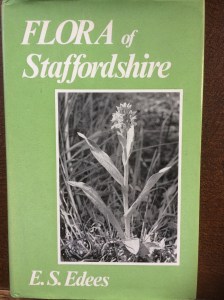 FLORA of
Staffordshire
E. S. Edees